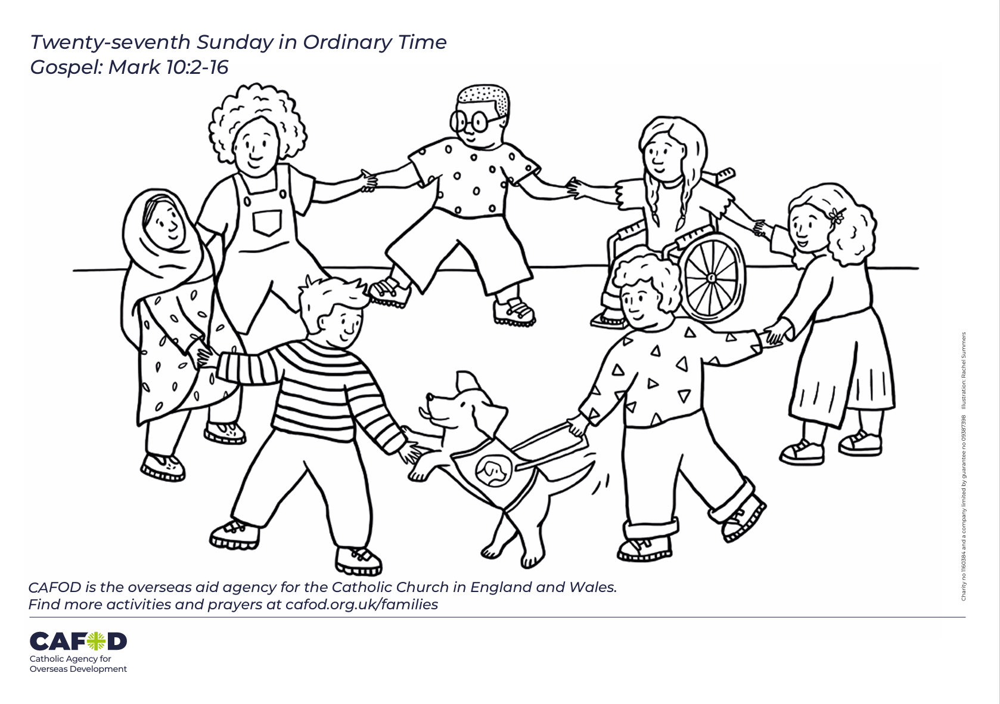 Twenty-seventh Sunday in Ordinary Time
Gospel: Mark 10:2-16
Charity no 1160384 and a company limited by guarantee no 09387398 Illustration: Rachel Summers
CAFOD is the overseas aid agency for the Catholic Church in England and Wales.
Find more activities and prayers at cafod.org.uk/families
CAFOD
Catholic Agency for
Overseas Development